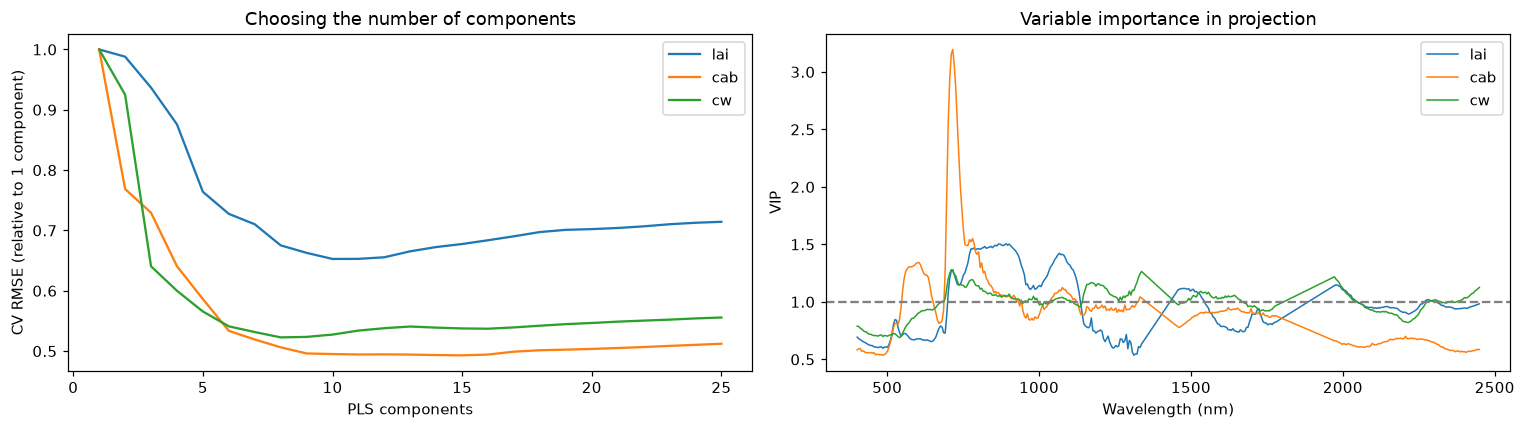 Choosing the number of components
CV RMSE (relative to 1 component)
1.0
0.9
0.8
0.7
0.6
0.5
lai
cab
cw
0
5
10
15
20
25
PLS components
Variable importance in projection
VIP
3.0
2.5
2.0
1.5
1.0
0.5
lai
cab
cw
500
1000
1500
2000
2500
Wavelength (nm)